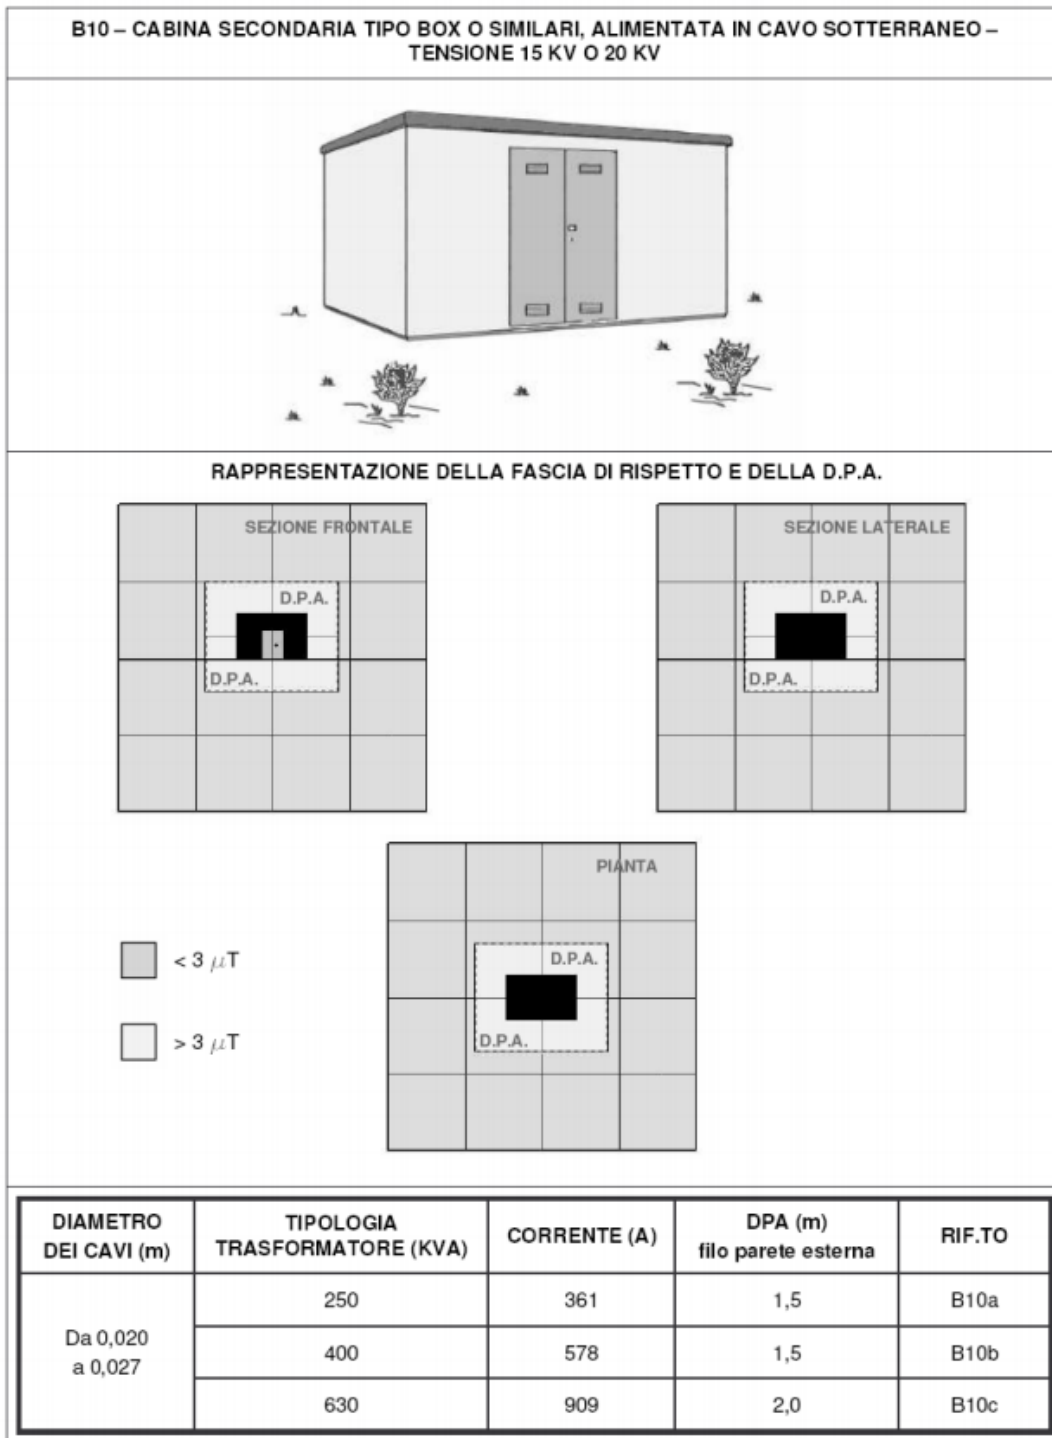 B10 – CABINA SECONDARIA TIPO BOX O SIMILARI, ALIMENTATA IN CAVO SOTTERRANEO –
TENSIONE 15 KV O 20 KV
RAPPRESENTAZIONE DELLA FASCIA DI RISPETTO E DELLA D.P.A.
SEZIONE FRONTALE
D.P.A.
D.P.A.
SEZIONE LATERALE
D.P.A.
D.P.A.
PIANTA
D.P.A.
D.P.A.
< 3 μT
> 3 μT
DIAMETRO
DEI CAVI (m)
TIPOLOGIA
TRASFORMATORE (KVA)
CORRENTE (A)
DPA (m)
filo parete esterna
RIF.TO
Da 0,020
a 0,027
250 361 1,5 B10a
400 578 1,5 B10b
630 909 2,0 B10c